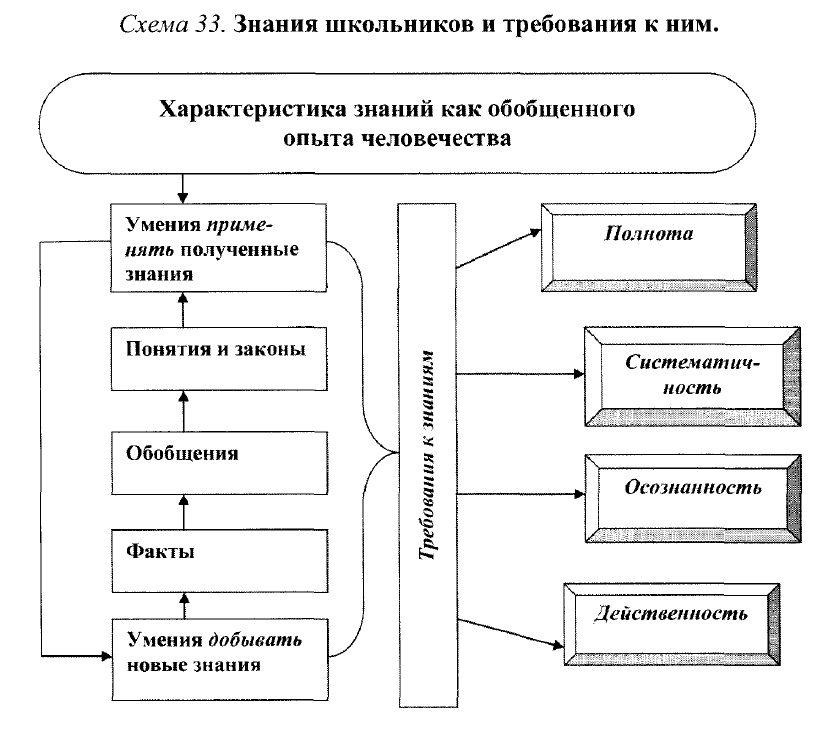 Схема 33. Знания школьников и требования к ним.
Характеристика знаний как обобщенного
опыта человечества
Умения приме-
нять полученные
знания
Понятия и законы
Обобщения
Факты
Умения добывать
новые знания
Требования к знаниям
Полнота
Систематич-
ность
Осознанность
Действенность